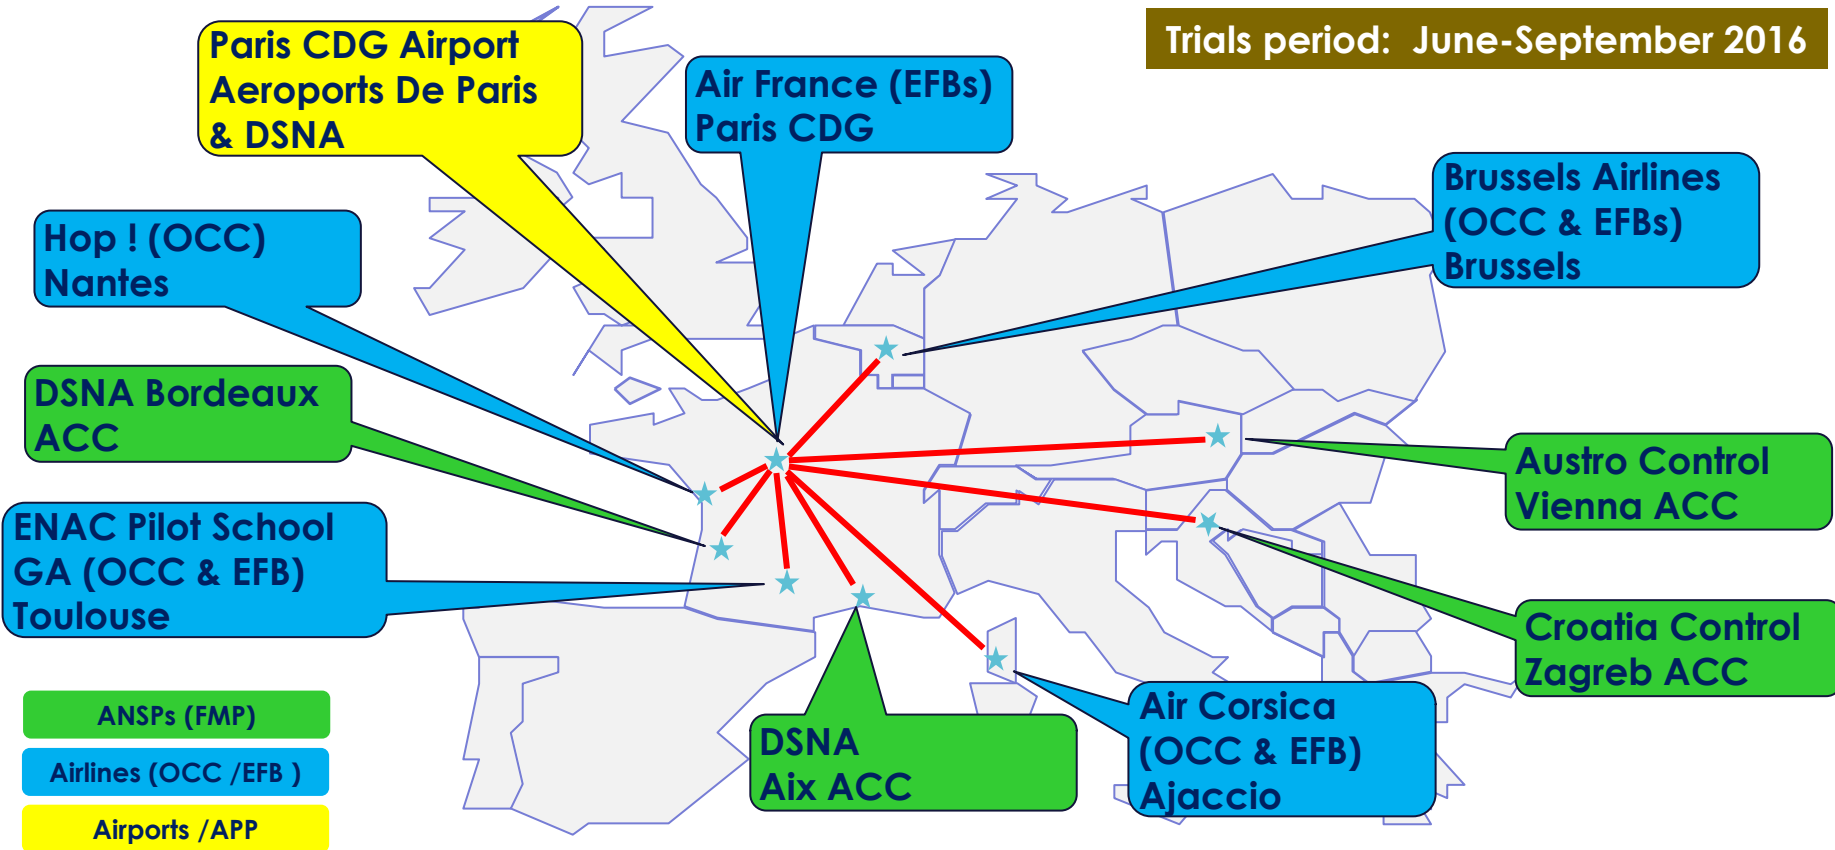 Trials period: June-September 2016
Paris CDG Airport
Aeroports De Paris
& DSNA
Air France (EFBs)
Paris CDG
Brussels Airlines
(OCC & EFBs)
Brussels
Hop ! (OCC)
Nantes
DSNA Bordeaux
ACC
Austro Control
Vienna ACC
ENAC Pilot School
GA (OCC & EFB)
Toulouse
Croatia Control
Zagreb ACC
DSNA
Aix ACC
Air Corsica
(OCC & EFB)
Ajaccio
ANSPs (FMP)
Airlines (OCC /EFB )
Airports /APP